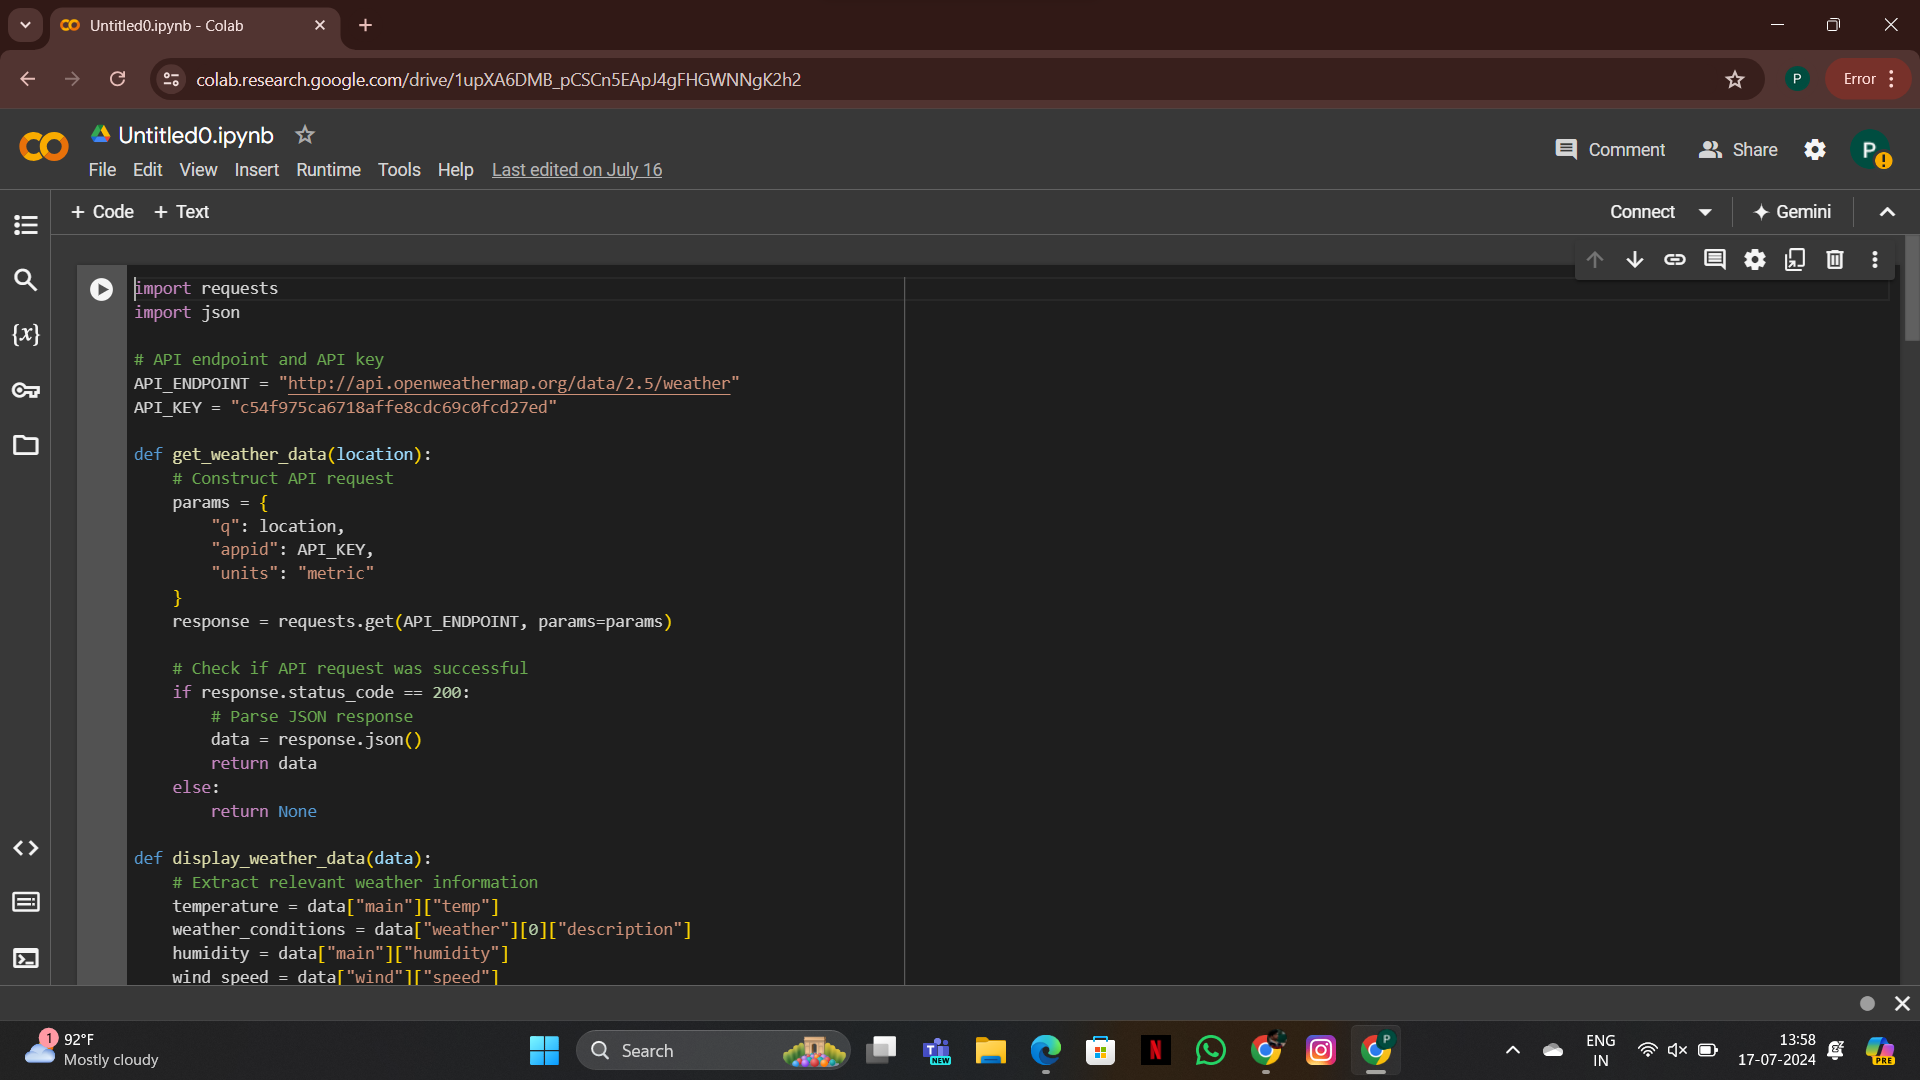 Untitled0.ipynb - Colab
colab.research.google.com/drive/1upXA6DMB_pCSCn5EApJ4gFHGWNNgK2h2
P
Error
Untitled0.ipynb
Comment
Share
P
File Edit View Insert Runtime Tools Help Last edited on July 16
+ Code + Text
Connect
Gemini
{x}
import requests
import json
# API endpoint and API key
API_ENDPOINT = "http://api.openweathermap.org/data/2.5/weather"
API_KEY = "c54f975ca6718affe8cdc69c0fcd27ed"
def get_weather_data(location):
    # Construct API request
    params = {
        "q": location,
        "appid": API_KEY,
        "units": "metric"
    }
    response = requests.get(API_ENDPOINT, params=params)
    # Check if API request was successful
    if response.status_code == 200:
        # Parse JSON response
        data = response.json()
        return data
    else:
        return None
def display_weather_data(data):
    # Extract relevant weather information
    temperature = data["main"]["temp"]
    weather_conditions = data["weather"][0]["description"]
    humidity = data["main"]["humidity"]
    wind_speed = data["wind"]["speed"]
1
92°F
Mostly cloudy
Search
NEW
N
P
ENG
IN
13:58
17-07-2024
PRE